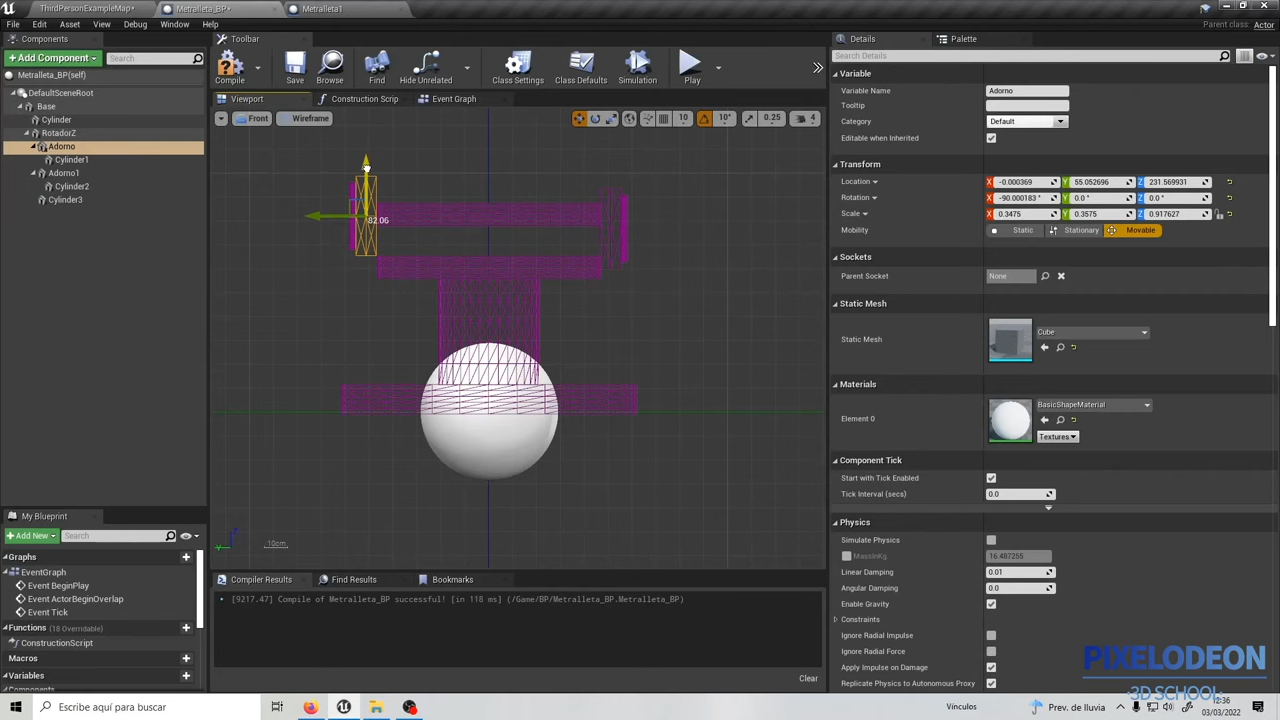 ThirdPersonExampleMap*
Metralleta_BP*
Metralleta1
File
Edit
Asset
View
Debug
Window
Help
Parent class: Actor
Components
Toolbar
Details
Palette
Add Component
Search
Metralleta_BP(self)
DefaultSceneRoot
Base
Cylinder
RotadorZ
Adorno
Cylinder1
Adorno1
Cylinder2
Cylinder3
Compile
Save
Browse
Find
Hide Unrelated
Class Settings
Class Defaults
Simulation
Play
Viewport
Construction Scrip
Event Graph
Front
Wireframe
10
10°
0.25
4
82.06
10cm
Search Details
Variable
Variable Name
Adorno
Tooltip
Category
Default
Editable when Inherited
Transform
Location
X -0.000369
Y 55.052696
Z 231.569931
Rotation
X -90.000183 °
Y 0.0 °
Z 0.0 °
Scale
X 0.3475
Y 0.3575
Z 0.917627
Mobility
Static
Stationary
Movable
Sockets
Parent Socket
None
Static Mesh
Static Mesh
Cube
Materials
Element 0
BasicShapeMaterial
Textures
Component Tick
Start with Tick Enabled
Tick Interval (secs)
0.0
Physics
Simulate Physics
MassInKg
16.487255
Linear Damping
0.01
Angular Damping
0.0
Enable Gravity
Constraints
Ignore Radial Impulse
Ignore Radial Force
Apply Impulse on Damage
Replicate Physics to Autonomous Proxy
My Blueprint
Add New
Search
Graphs
EventGraph
Event BeginPlay
Event ActorBeginOverlap
Event Tick
Functions (18 Overridable)
ConstructionScript
Macros
Variables
Compiler Results
Find Results
Bookmarks
[9217.47] Compile of Metralleta_BP successful! [in 118 ms] (/Game/BP/Metralleta_BP.Metralleta_BP)
Clear
PIXELODEON
3D SCHOOL
Escribe aquí para buscar
Vínculos
Prev. de lluvia
12:36
03/03/2022